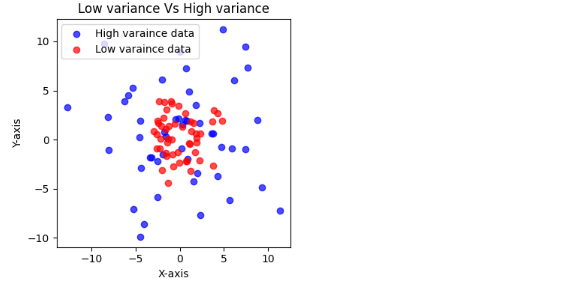 Low variance Vs High variance
High varaince data
Low varaince data
Y-axis
10
5
0
−5
−10
−10
−5
0
5
10
X-axis